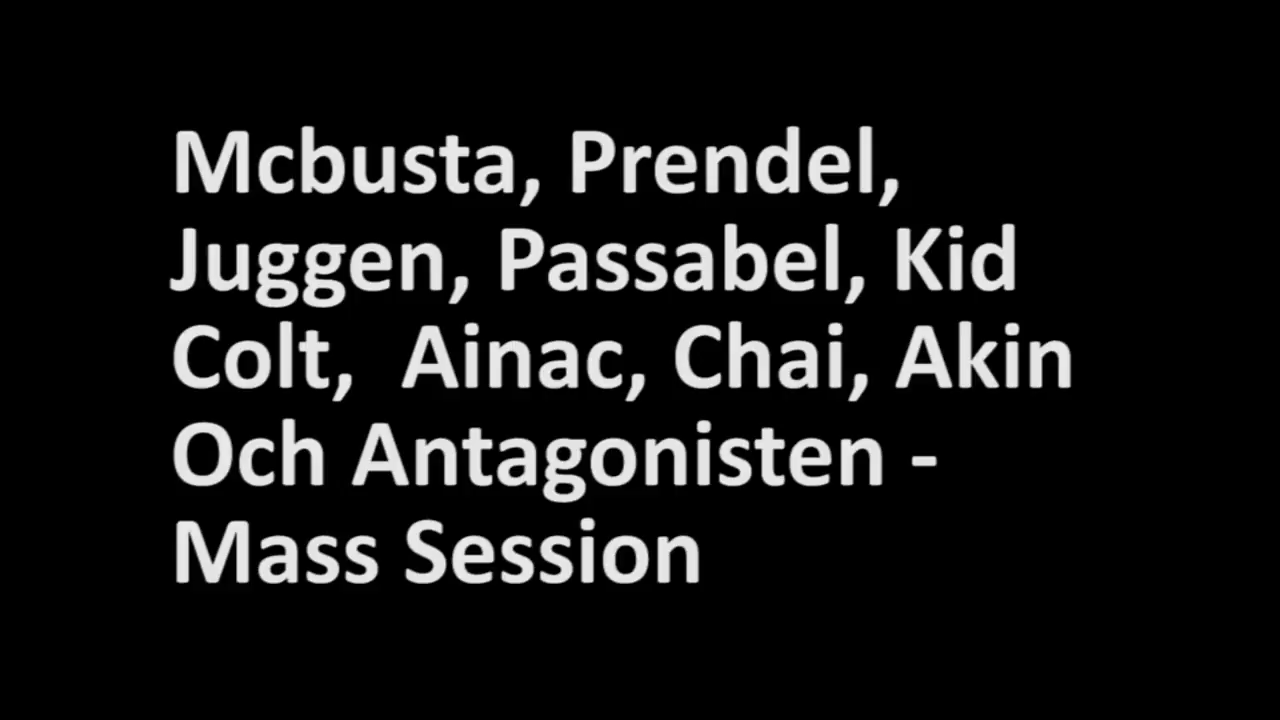 Mcbusta, Prendel,
Juggen, Passabel, Kid
Colt,  Ainac, Chai, Akin
Och Antagonisten -
Mass Session